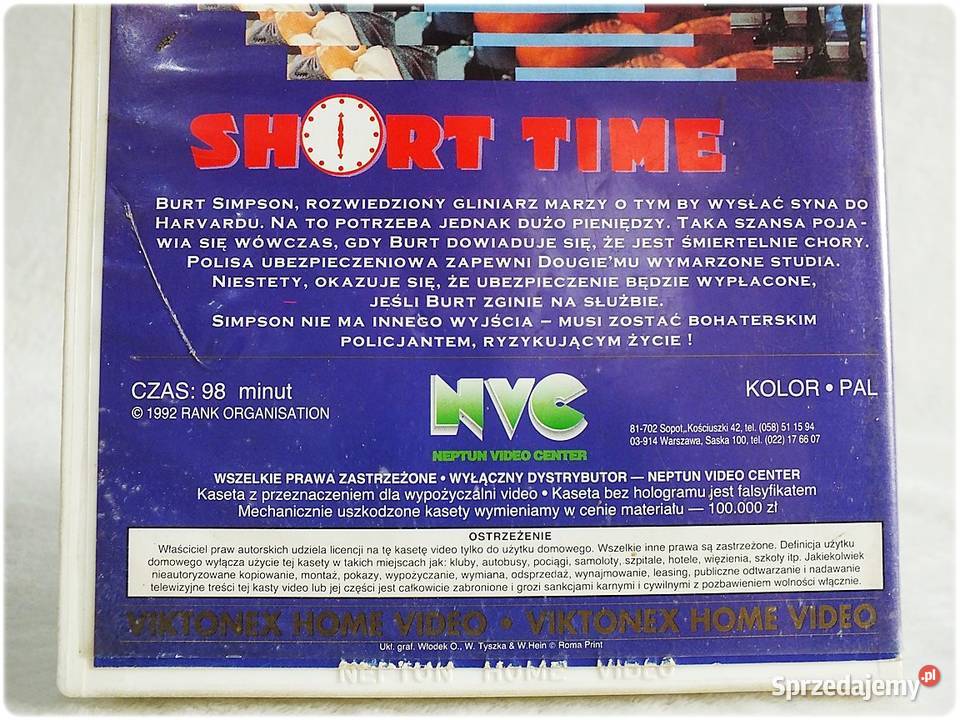 SHORT TIME
BURT SIMPSON, ROZWIEDZIONY GLINIARZ MARZY O TYM BY WYSŁAĆ SYNA DO
HARVARDU. NA TO POTRZEBA JEDNAK DUŻO PIENIĘDZY. TAKA SZANSA POJA-
WIA SIĘ WÓWCZAS, GDY BURT DOWIADUJE SIĘ, ŻE JEST ŚMIERTELNIE CHORY.
POLISA UBEZPIECZENIOWA ZAPEWNI DOUGIE'MU WYMARZONE STUDIA.
NIESTETY, OKAZUJE SIĘ, ŻE UBEZPIECZENIE BĘDZIE WYPŁACONE,
JEŚLI BURT ZGINIE NA SŁUŻBIE.
SIMPSON NIE MA INNEGO WYJŚCIA – MUSI ZOSTAĆ BOHATERSKIM
POLICJANTEM, RYZYKUJĄCYM ŻYCIE !
CZAS: 98 minut
© 1992 RANK ORGANISATION
NVC
NEPTUN VIDEO CENTER
KOLOR • PAL
81-702 Sopot, Kościuszki 42, tel. (058) 51 15 94
03-914 Warszawa, Saska 100, tel. (022) 17 66 07
WSZELKIE PRAWA ZASTRZEŻONE • WYŁĄCZNY DYSTRYBUTOR — NEPTUN VIDEO CENTER
Kaseta z przeznaczeniem dla wypożyczalni video • Kaseta bez hologramu jest falsyfikatem
Mechanicznie uszkodzone kasety wymieniamy w cenie materiału — 100.000 zł
OSTRZEŻENIE
Właściciel praw autorskich udziela licencji na tę kasetę video tylko do użytku domowego. Wszelkie inne prawa są zastrzeżone. Definicja użytku
domowego wyłącza użycie tej kasety w takich miejscach jak: kluby, autobusy, pociągi, samoloty, szpitale, hotele, więzienia, szkoły itp. Jakiekolwiek
nieautoryzowane kopiowanie, montaż, pokazy, wypożyczanie, wymiana, odsprzedaż, wynajmowanie, leasing, publiczne odtwarzanie i nadawanie
telewizyjne treści tej kasty video lub jej części jest całkowicie zabronione i grozi sankcjami karnymi i cywilnymi z pozbawieniem wolności włącznie.
VIKTONEX HOME VIDEO • VIKTONEX HOME VIDEO
Ukł. graf. Włodek O., W. Tyszka & W.Hein © Roma Print
NEPTUN HOME VIDEO
Sprzedajemy.pl